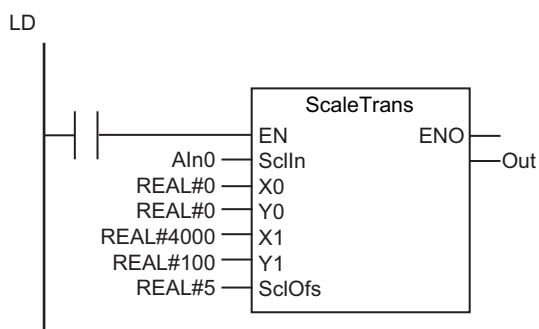 LD
ScaleTrans
EN ENO
AIn0 SclIn Out
REAL#0 X0
REAL#0 Y0
REAL#4000 X1
REAL#100 Y1
REAL#5 SclOfs